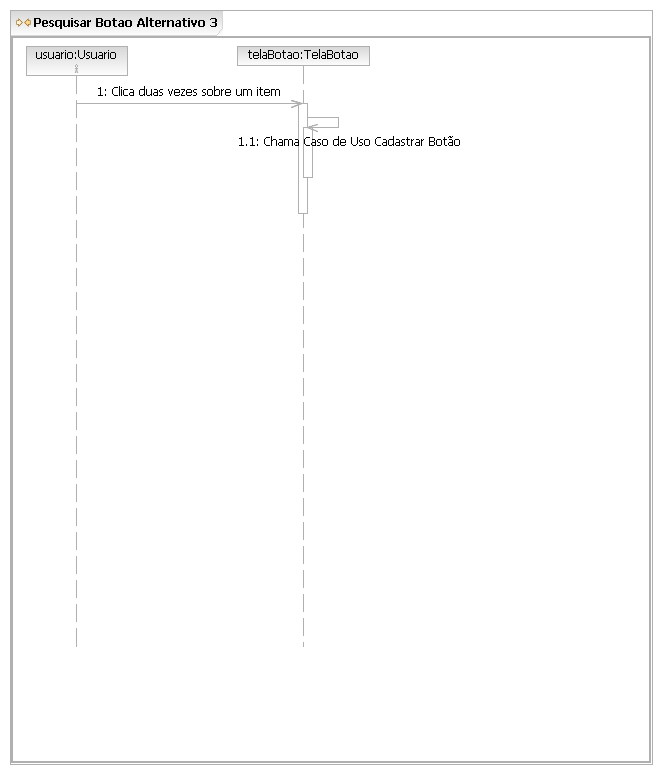 Pesquisar Botao Alternativo 3
usuario:Usuario
telaBotao:TelaBotao
1: Clica duas vezes sobre um item
1.1: Chama Caso de Uso Cadastrar Botão